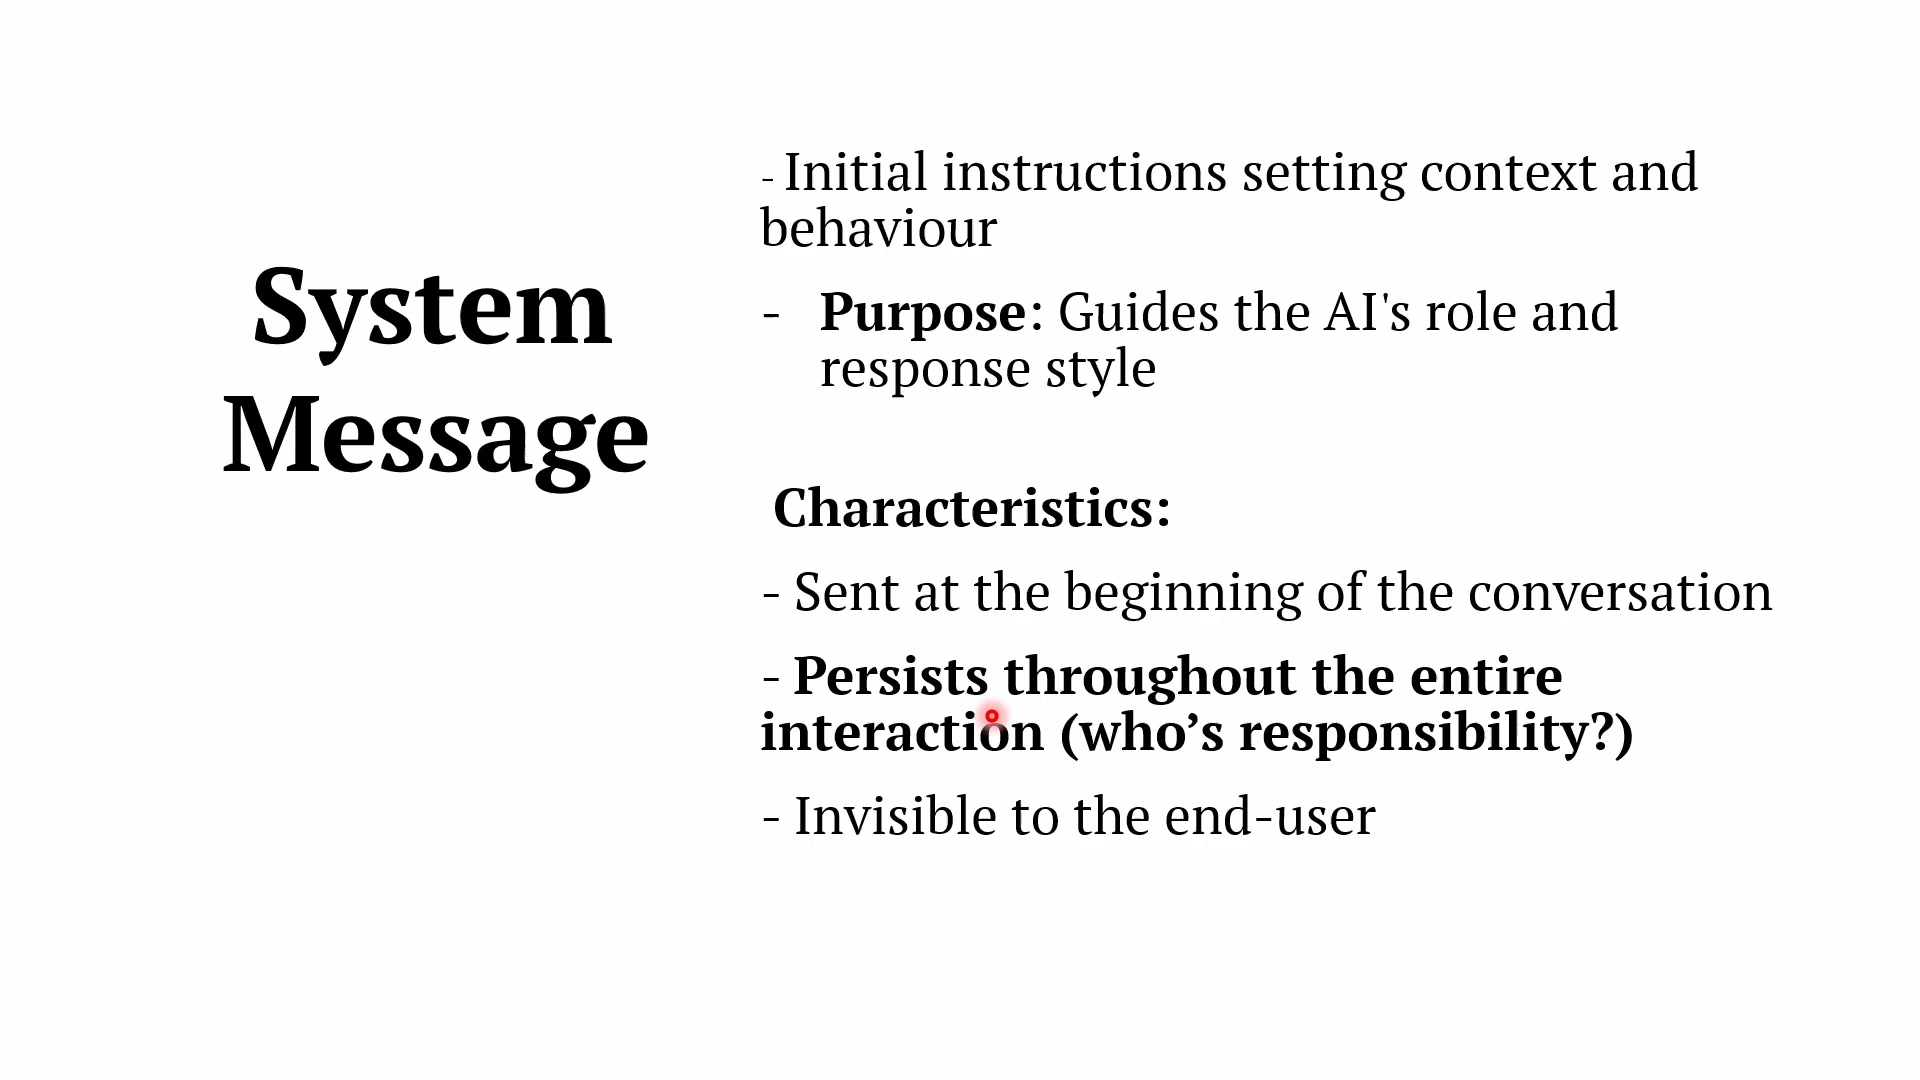 System
Message
- Initial instructions setting context and
behaviour
- Purpose: Guides the AI's role and
response style
Characteristics:
- Sent at the beginning of the conversation
- Persists throughout the entire
interaction (who’s responsibility?)
- Invisible to the end-user